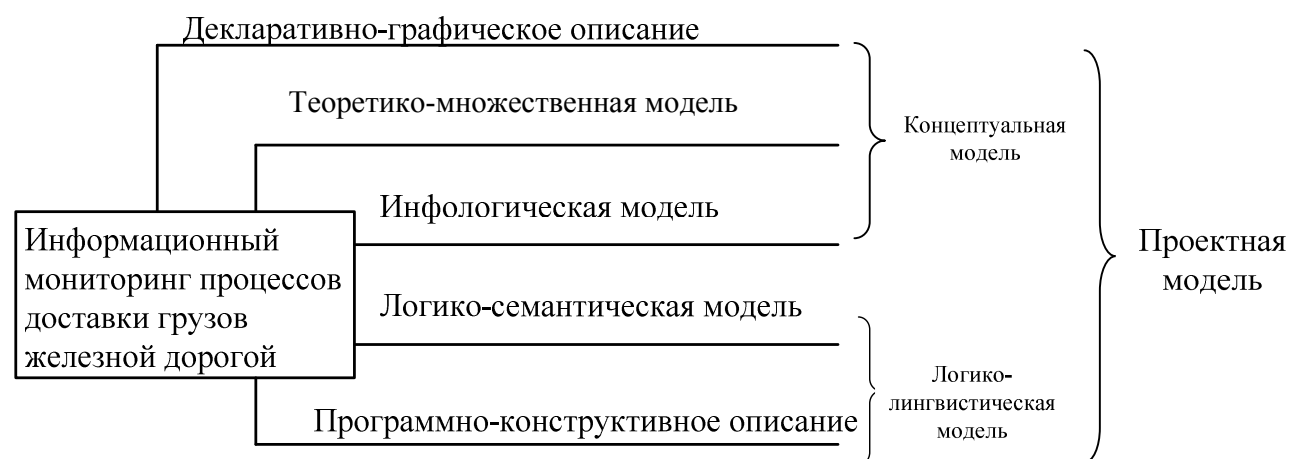 Декларативно-графическое описание
Теоретико-множественная модель
Концептуальная
модель
Инфологическая модель
Информационный
мониторинг процессов
доставки грузов
железной дорогой
Проектная
модель
Логико-семантическая модель
Логико-
лингвистическая
модель
Программно-конструктивное описание